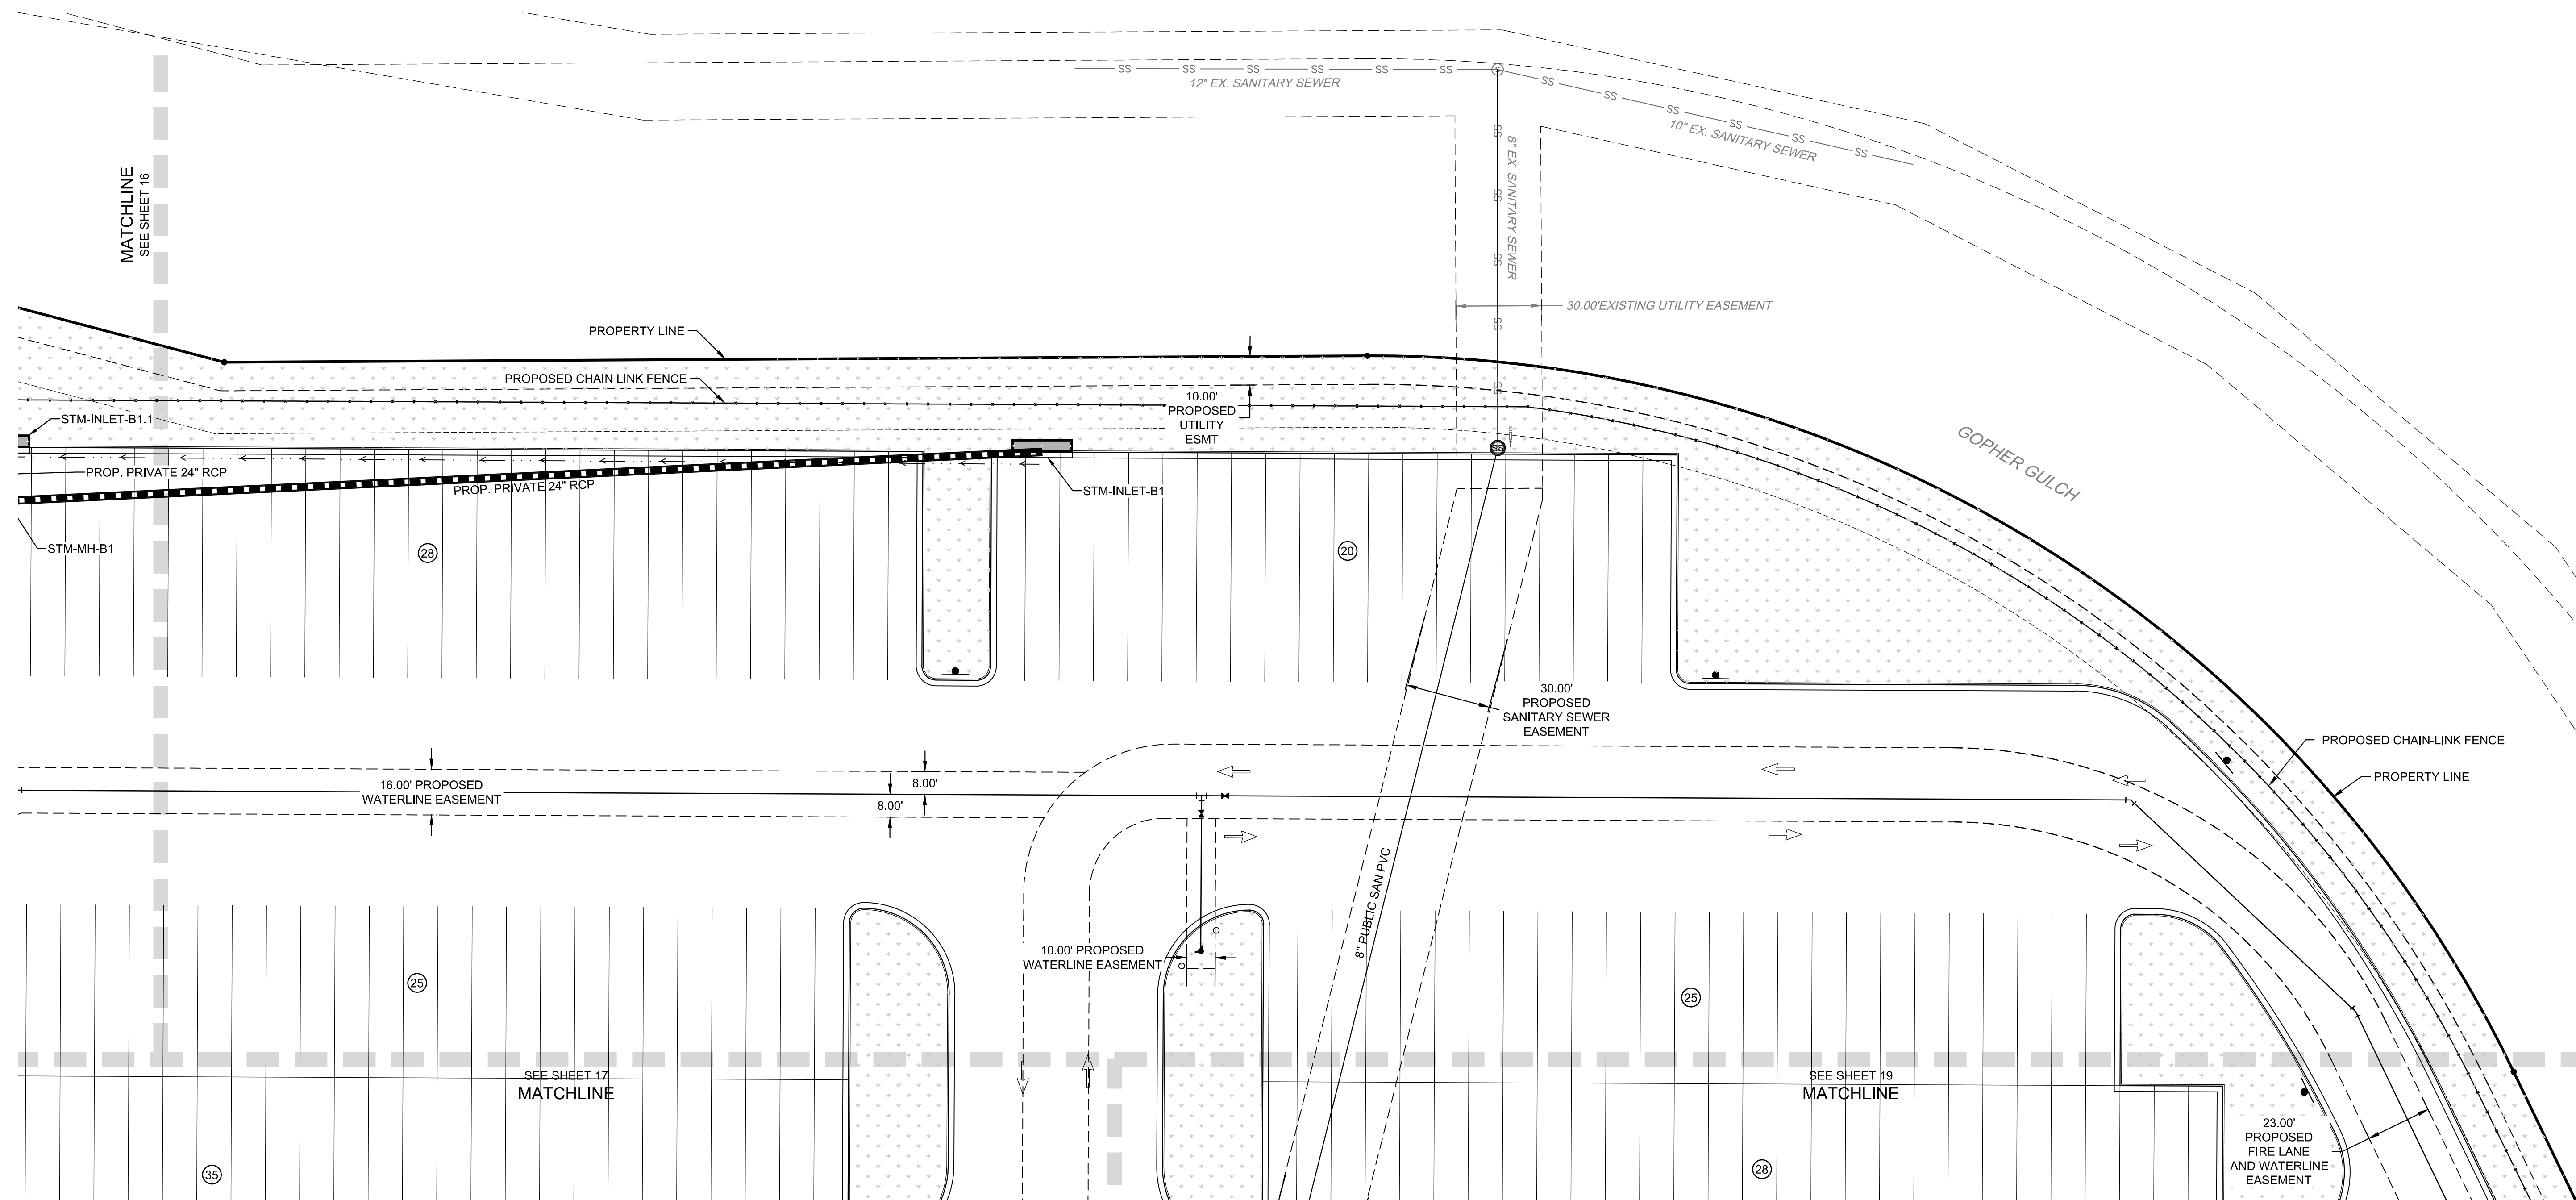 SS SS SS SS SS SS
12" EX. SANITARY SEWER
S
SS SS SS SS SS SS
10" EX. SANITARY SEWER
SS SS SS SS SS
8" EX. SANITARY SEWER
MATCHLINE
SEE SHEET 16
30.00'EXISTING UTILITY EASEMENT
PROPERTY LINE
PROPOSED CHAIN LINK FENCE
10.00'
PROPOSED
UTILITY
ESMT
STM-INLET-B1.1
PROP. PRIVATE 24" RCP
PROP. PRIVATE 24" RCP
STM-INLET-B1
STM-MH-B1
SS
GOPHER GULCH
28
20
30.00'
PROPOSED
SANITARY SEWER
EASEMENT
PROPOSED CHAIN-LINK FENCE
PROPERTY LINE
16.00' PROPOSED
WATERLINE EASEMENT
8.00'
8.00'
8" PUBLIC SAN PVC
10.00' PROPOSED
WATERLINE EASEMENT
25
25
SEE SHEET 17
MATCHLINE
SEE SHEET 19
MATCHLINE
35
28
23.00'
PROPOSED
FIRE LANE
AND WATERLINE
EASEMENT